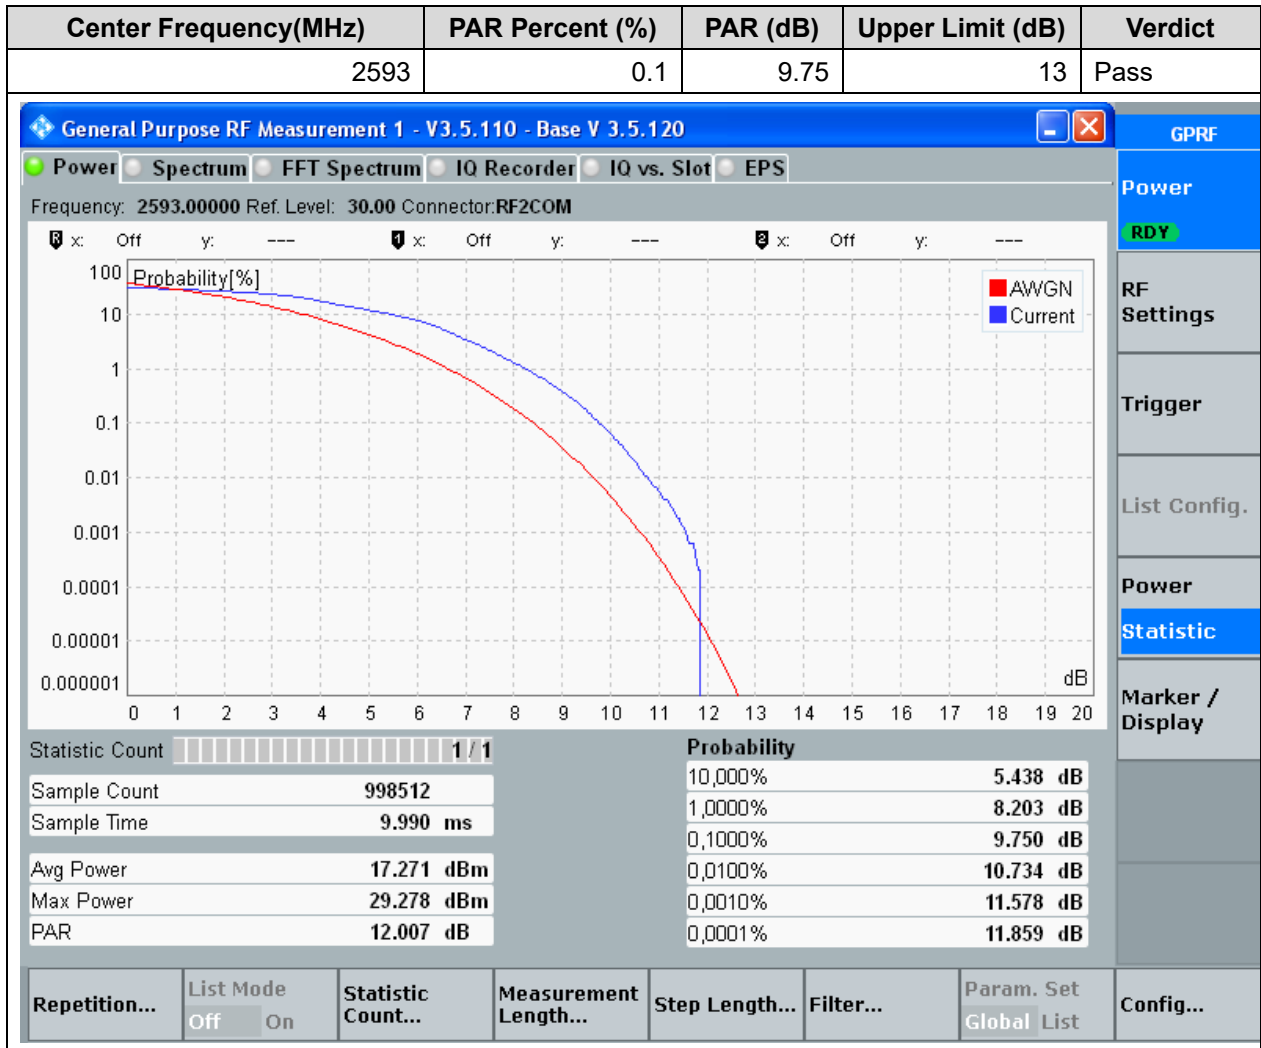 Center Frequency(MHz) PAR Percent (%) PAR (dB) Upper Limit (dB) Verdict
2593 0.1 9.75 13 Pass
General Purpose RF Measurement 1 - V3.5.110 - Base V 3.5.120
GPRF
Power Spectrum FFT Spectrum IQ Recorder IQ vs. Slot EPS
Power
RDY
Frequency: 2593.00000 Ref. Level: 30.00 Connector:RF2COM
R x: Off y: --- 1 x: Off y: --- 2 x: Off y: ---
Probability[%]
100
10
1
0.1
0.01
0.001
0.0001
0.00001
0.000001
AWGN
Current
dB
0 1 2 3 4 5 6 7 8 9 10 11 12 13 14 15 16 17 18 19 20
RF
Settings
Trigger
List Config.
Power
Statistic
Marker /
Display
Statistic Count 1 / 1
Sample Count 998512
Sample Time 9.990 ms
Avg Power 17.271 dBm
Max Power 29.278 dBm
PAR 12.007 dB
Probability
10,000% 5.438 dB
1,0000% 8.203 dB
0,1000% 9.750 dB
0,0100% 10.734 dB
0,0010% 11.578 dB
0,0001% 11.859 dB
Repetition...
List Mode
Off On
Statistic
Count...
Measurement
Length...
Step Length...
Filter...
Param. Set
Global List
Config...